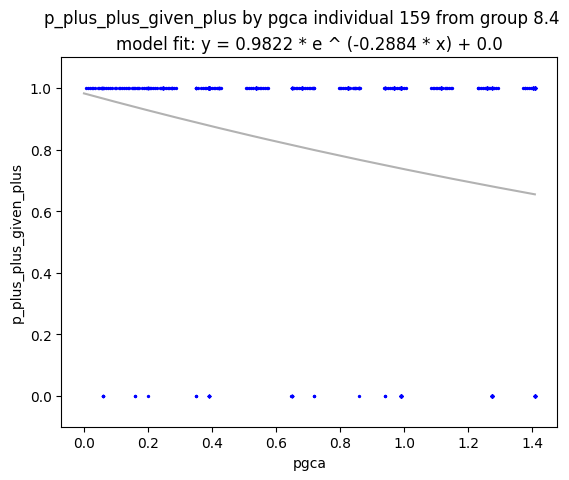 p_plus_plus_given_plus by pgca individual 159 from group 8.4
model fit: y = 0.9822 * e ^ (-0.2884 * x) + 0.0
1.0
0.8
0.6
0.4
0.2
0.0
p_plus_plus_given_plus
0.0 0.2 0.4 0.6 0.8 1.0 1.2 1.4
pgca